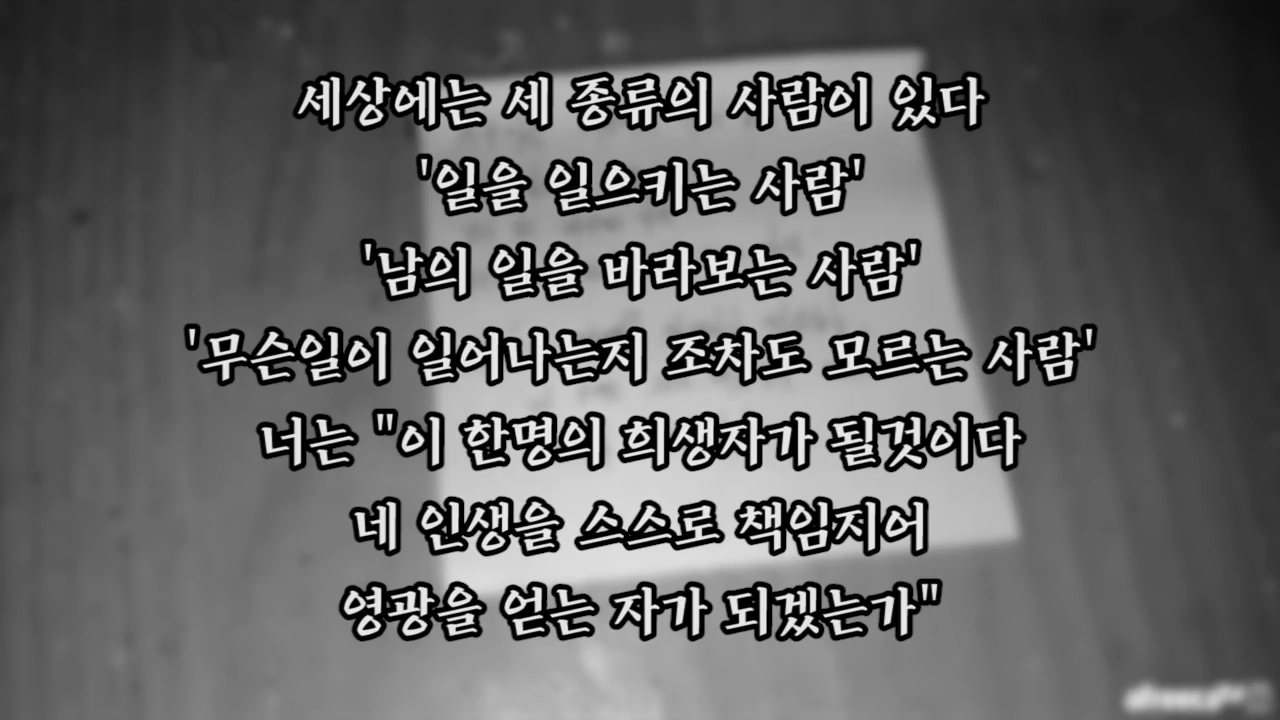 세상에는 세 종류의 사람이 있다
'일을 일으키는 사람'
'남의 일을 바라보는 사람'
'무슨일이 일어나는지 조차도 모르는 사람'
너는 "이 한명의 희생자가 될것이다
네 인생을 스스로 책임지어
영광을 얻는 자가 되겠는가"